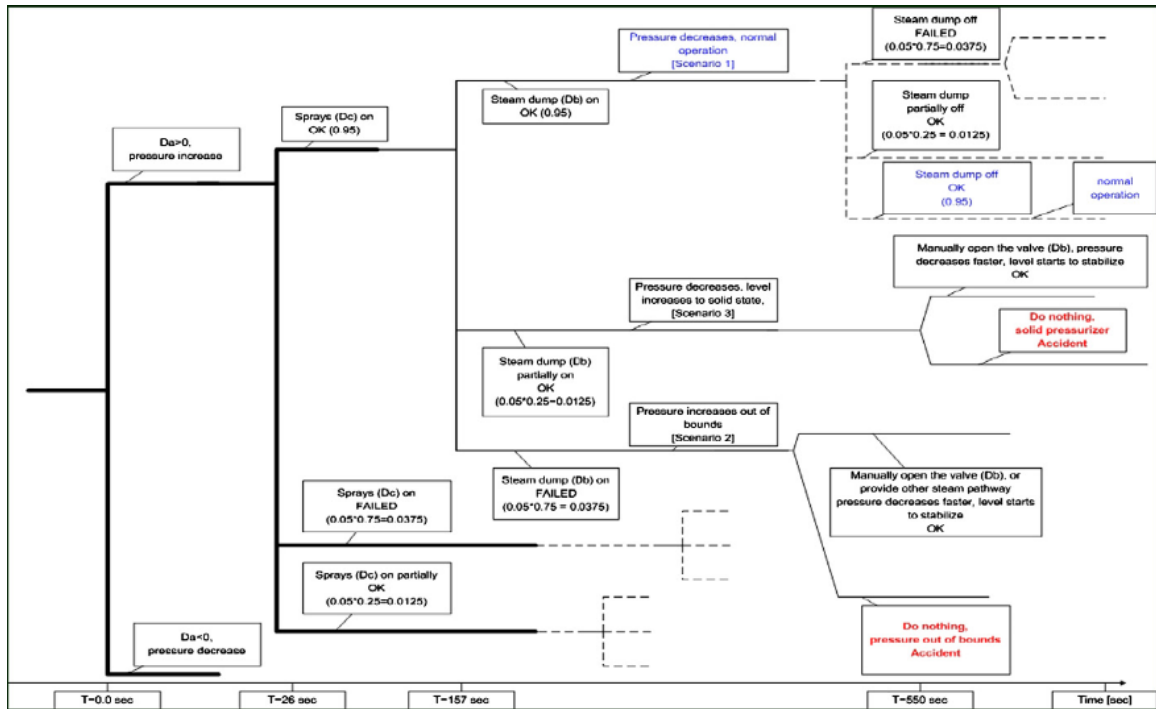 Steam dump off
FAILED
(0.05*0.75=0.0375)
Pressure decreases, normal
operation
[Scenario 1]
Steam dump (Db) on
OK (0.95)
Steam dump
partially off
OK
(0.05*0.25 = 0.0125)
Sprays (Dc) on
OK (0.95)
Da>0,
pressure increase
Steam dump off
OK
(0.95)
normal
operation
Manually open the valve (Db), pressure
decreases faster, level starts to stabilize
OK
Pressure decreases, level
increases to solid state,
[Scenario 3]
Do nothing,
solid pressurizer
Accident
Steam dump (Db)
partially on
OK
(0.05*0.25=0.0125)
Pressure increases out of
bounds
[Scenario 2]
Steam dump (Db) on
FAILED
(0.05*0.75 = 0.0375)
Manually open the valve (Db), or
provide other steam pathway
pressure decreases faster, level starts
to stabilize
OK
Sprays (Dc) on
FAILED
(0.05*0.75=0.0375)
Sprays (Dc) on partially
OK
(0.05*0.25=0.0125)
Da<0,
pressure decrease
Do nothing,
pressure out of bounds
Accident
T=0.0 sec
T=26 sec
T=157 sec
T=550 sec
Time [sec]